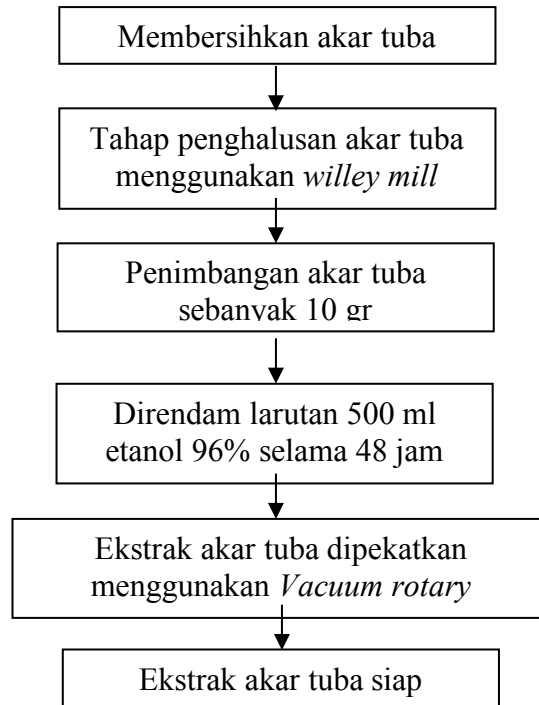 Membersihkan akar tuba
Tahap penghalusan akar tuba
menggunakan willey mill
Penimbangan akar tuba
sebanyak 10 gr
Direndam larutan 500 ml
etanol 96% selama 48 jam
Ekstrak akar tuba dipekatkan
menggunakan Vacuum rotary
Ekstrak akar tuba siap